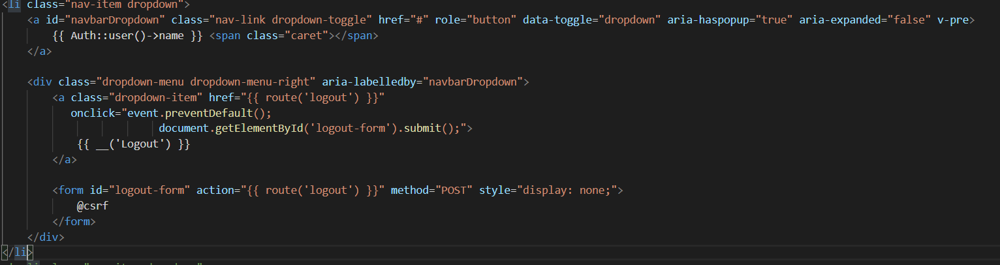 <li class="nav-item dropdown">
<a id="navbarDropdown" class="nav-link dropdown-toggle" href="#" role="button" data-toggle="dropdown" aria-haspopup="true" aria-expanded="false" v-pre>
{{ Auth::user()->name }} <span class="caret"></span>
</a>
<div class="dropdown-menu dropdown-menu-right" aria-labelledby="navbarDropdown">
<a class="dropdown-item" href="{{ route('logout') }}"
onclick="event.preventDefault();
document.getElementById('logout-form').submit();">
{{ __('Logout') }}
</a>
<form id="logout-form" action="{{ route('logout') }}" method="POST" style="display: none;">
@csrf
</form>
</div>
</li>